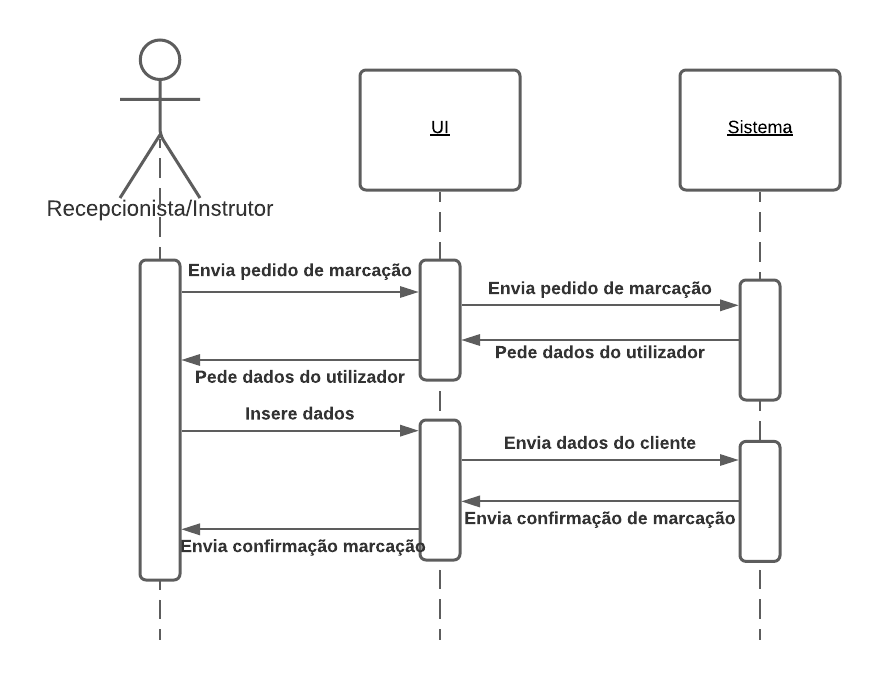 UI
Sistema
Recepcionista/Instrutor
Envia pedido de marcação
Envia pedido de marcação
Pede dados do utilizador
Pede dados do utilizador
Insere dados
Envia dados do cliente
Envia confirmação de marcação
Envia confirmação marcação